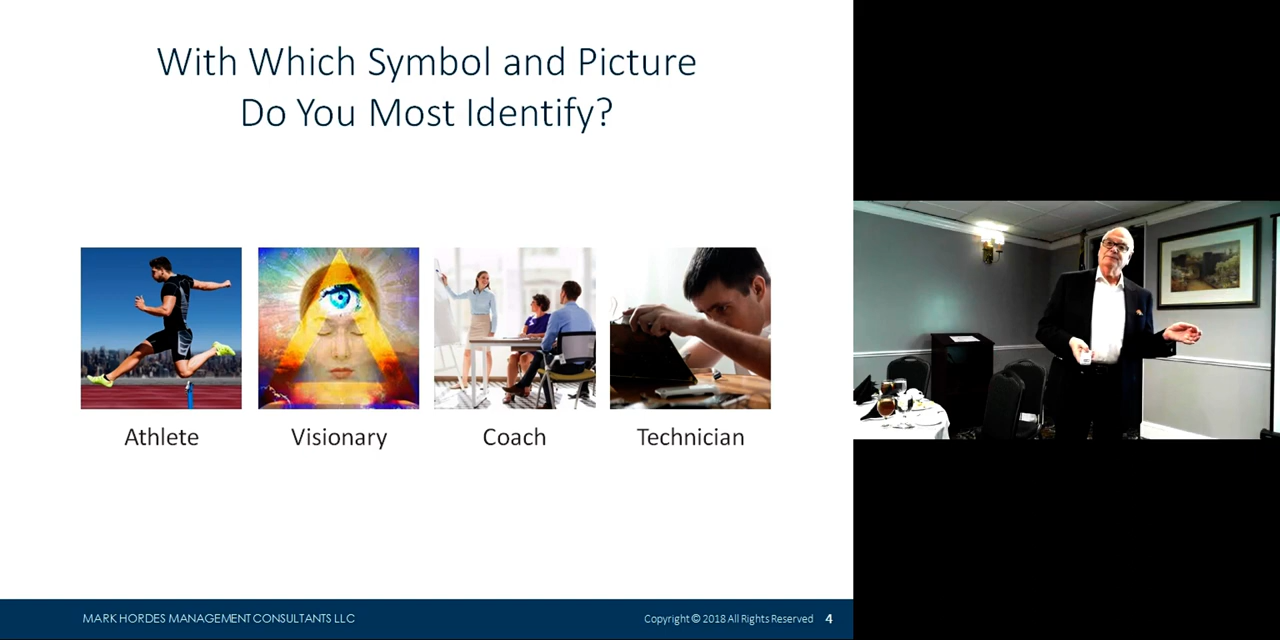 With Which Symbol and Picture
Do You Most Identify?
Athlete
Visionary
Coach
Technician
MARK HORDES MANAGEMENT CONSULTANTS LLC
Copyright © 2018 All Rights Reserved 4